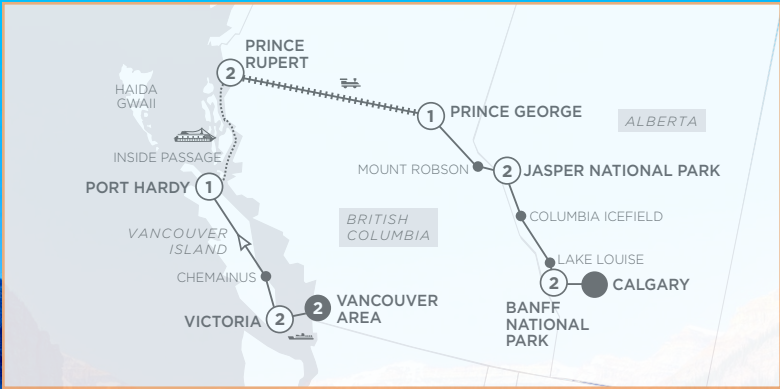 PRINCE
RUPERT
2
HAIDA
GWAII
1
PRINCE GEORGE
ALBERTA
INSIDE PASSAGE
MOUNT ROBSON
2
JASPER NATIONAL PARK
PORT HARDY
1
COLUMBIA ICEFIELD
BRITISH
COLUMBIA
VANCOUVER
ISLAND
LAKE LOUISE
CHEMAINUS
2
CALGARY
BANFF
NATIONAL
PARK
VICTORIA
2
2
VANCOUVER
AREA